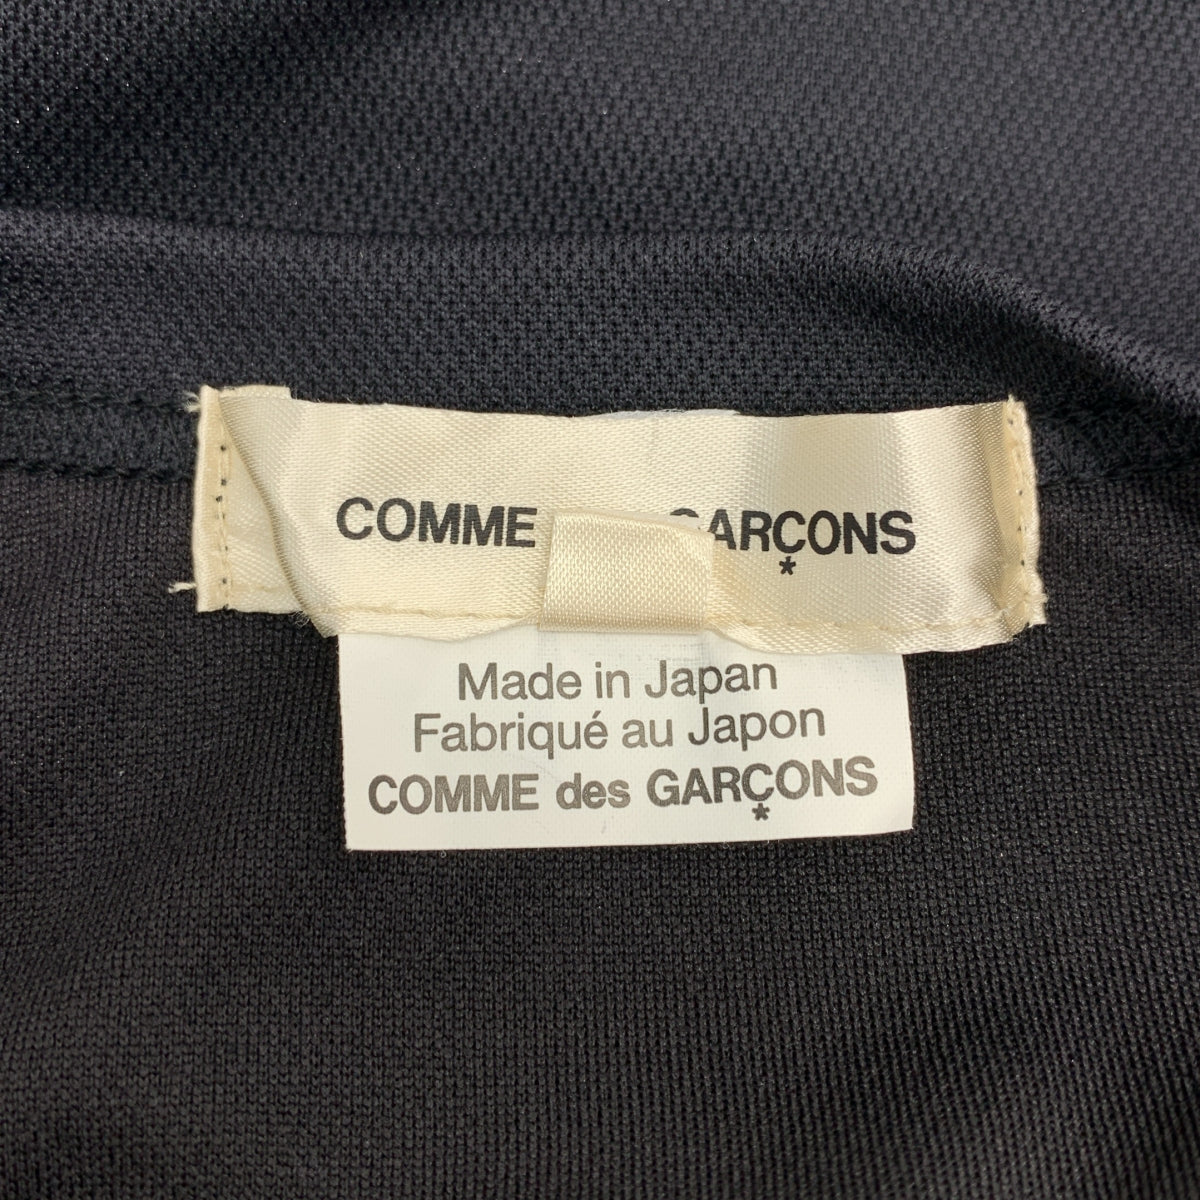 COMME GARÇONS
*
Made in Japan
Fabriqué au Japon
COMME des GARÇONS
*